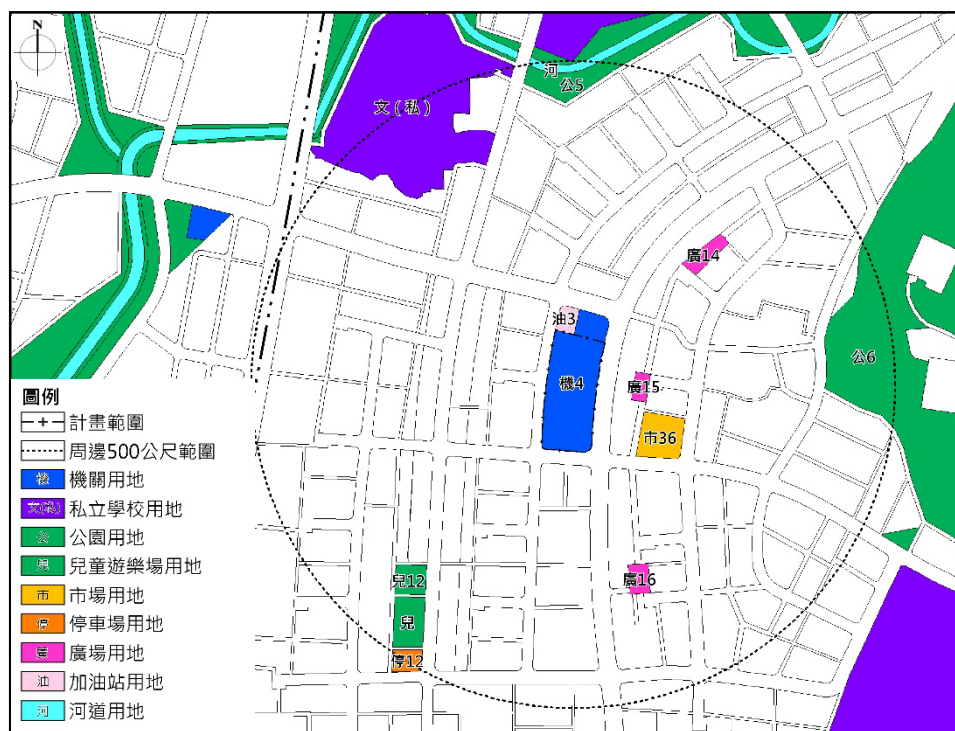 N
河
公5
文(私)
廣14
油3
公6
機4
廣15
市36
兒12
廣16
兒
停12
圖例
計畫範圍
周邊500公尺範圍
機 機關用地
文(私) 私立學校用地
公 公園用地
兒 兒童遊樂場用地
市 市場用地
停 停車場用地
廣 廣場用地
油 加油站用地
河 河道用地